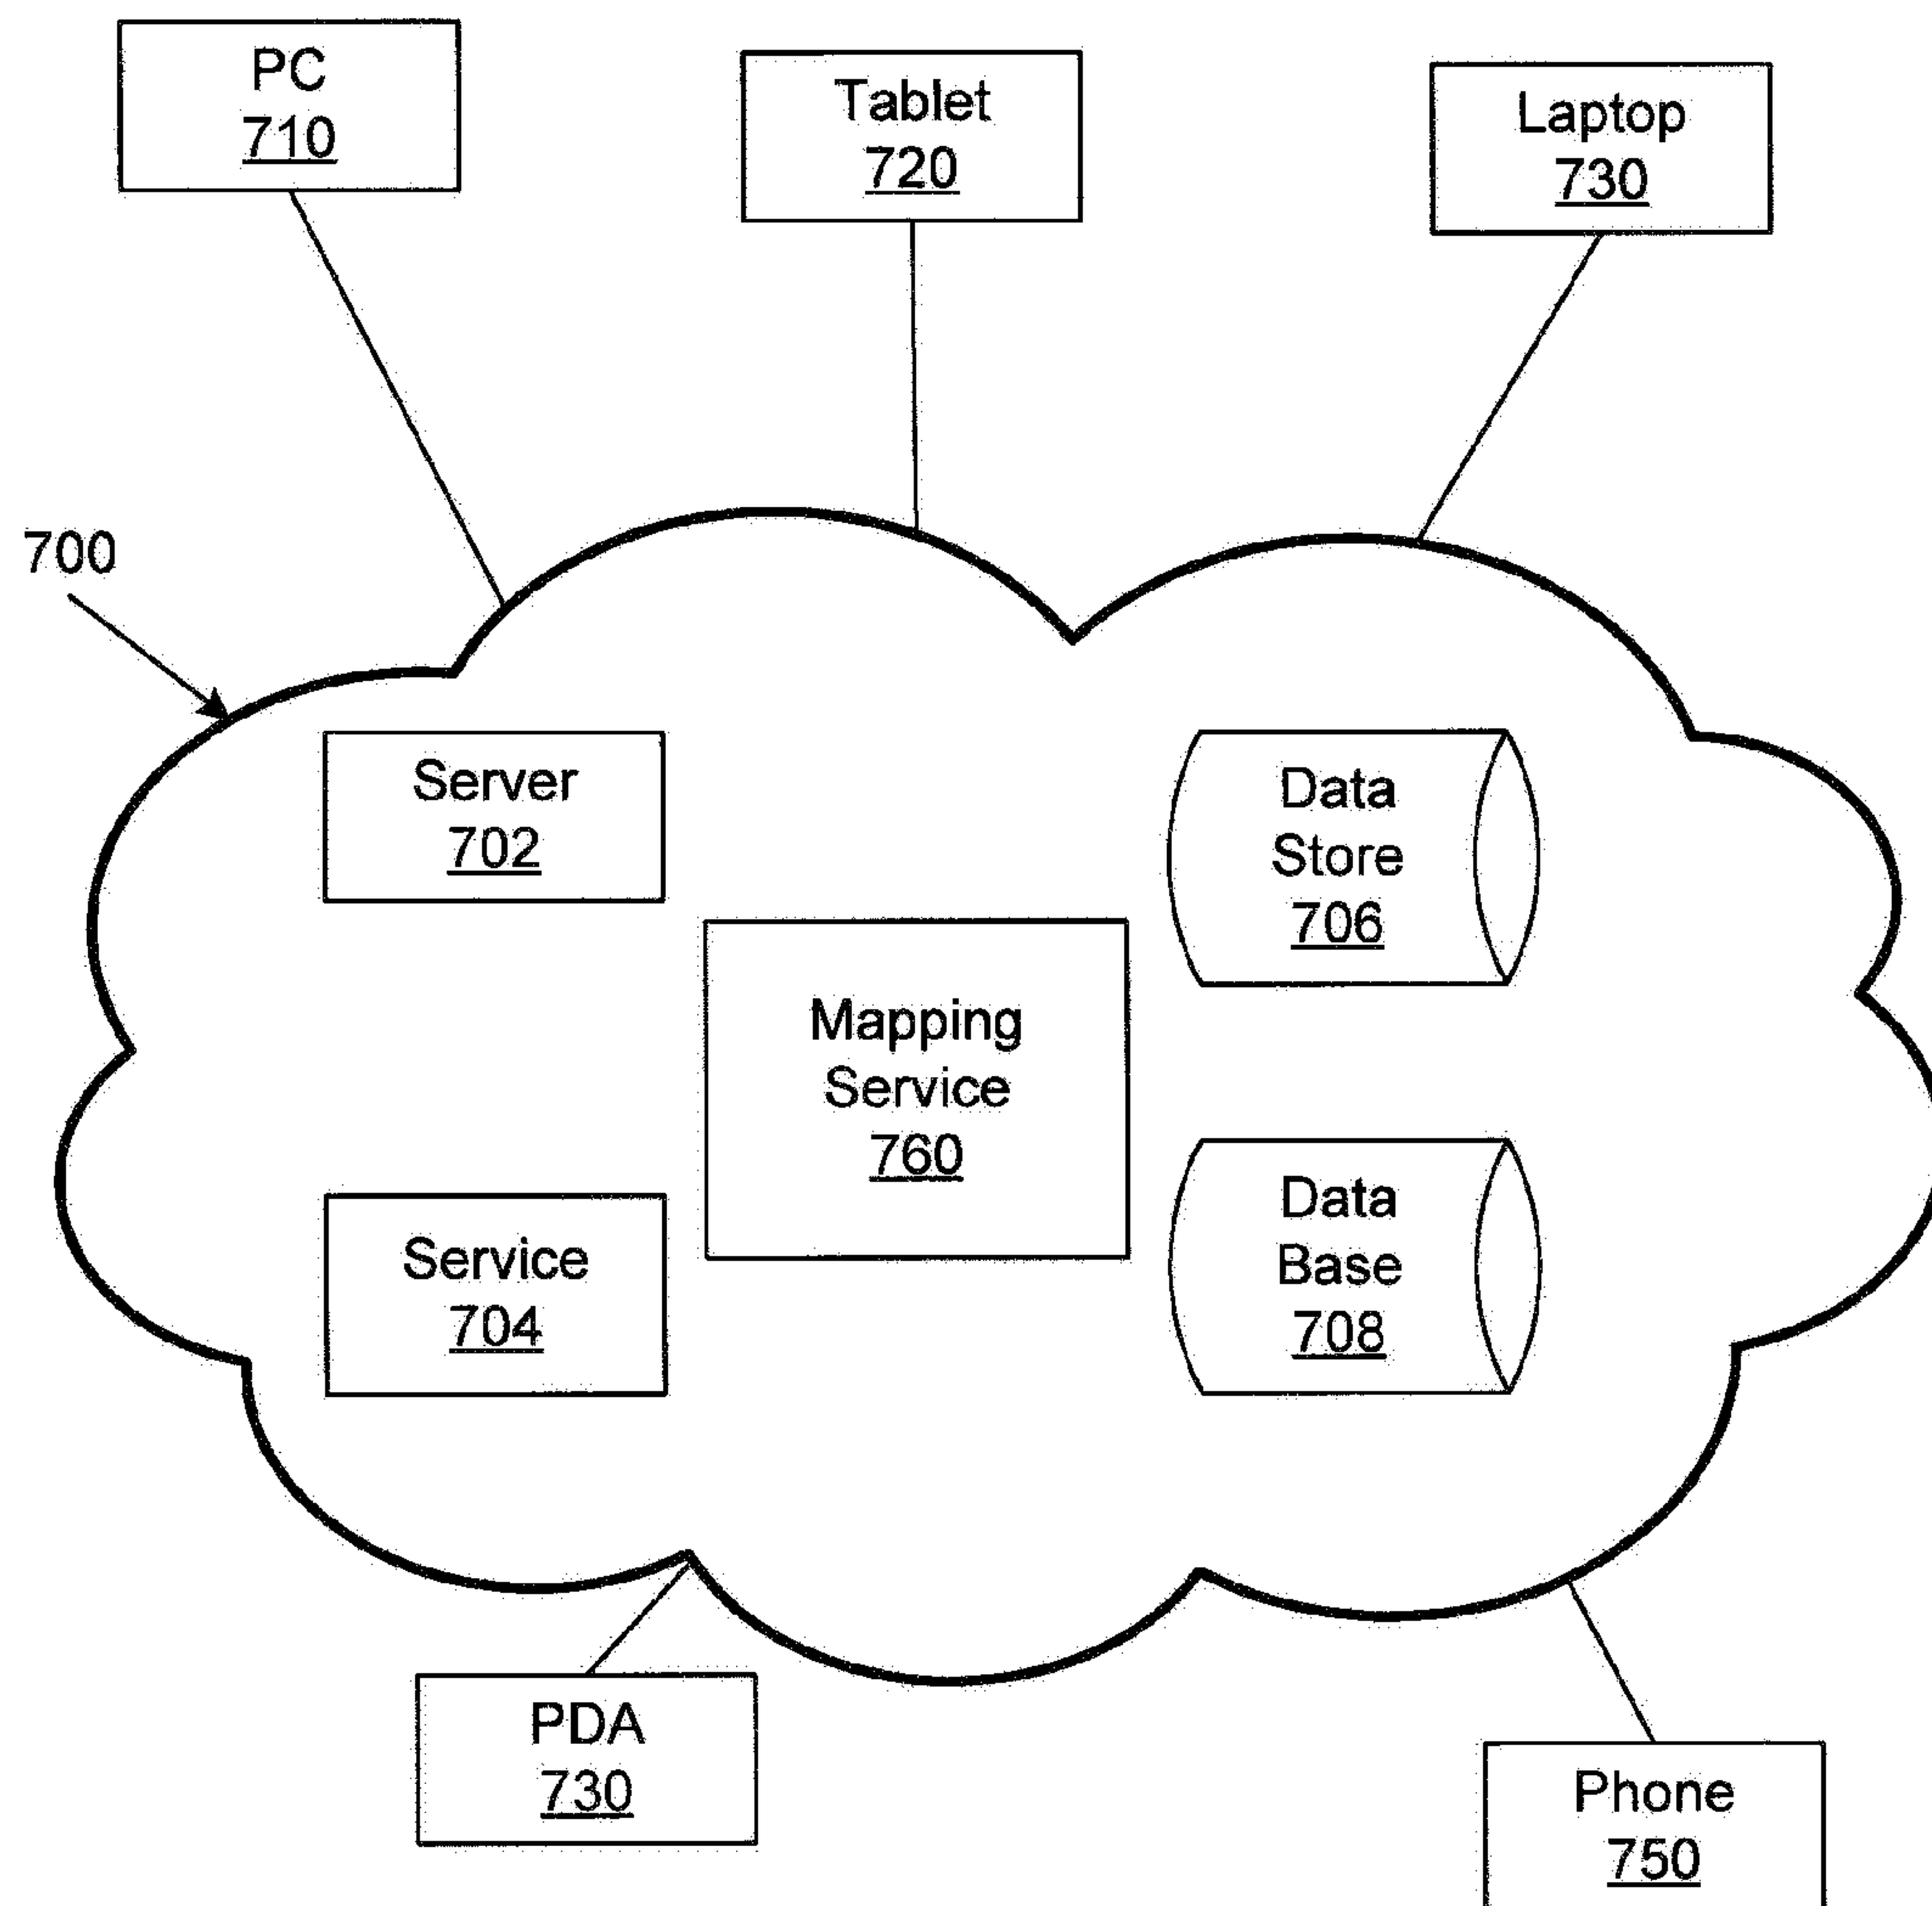 PC
710
Tablet
720
Laptop
730
700
Server
702
Data
Store
706
Mapping
Service
760
Service
704
Data
Base
708
PDA
730
Phone
750